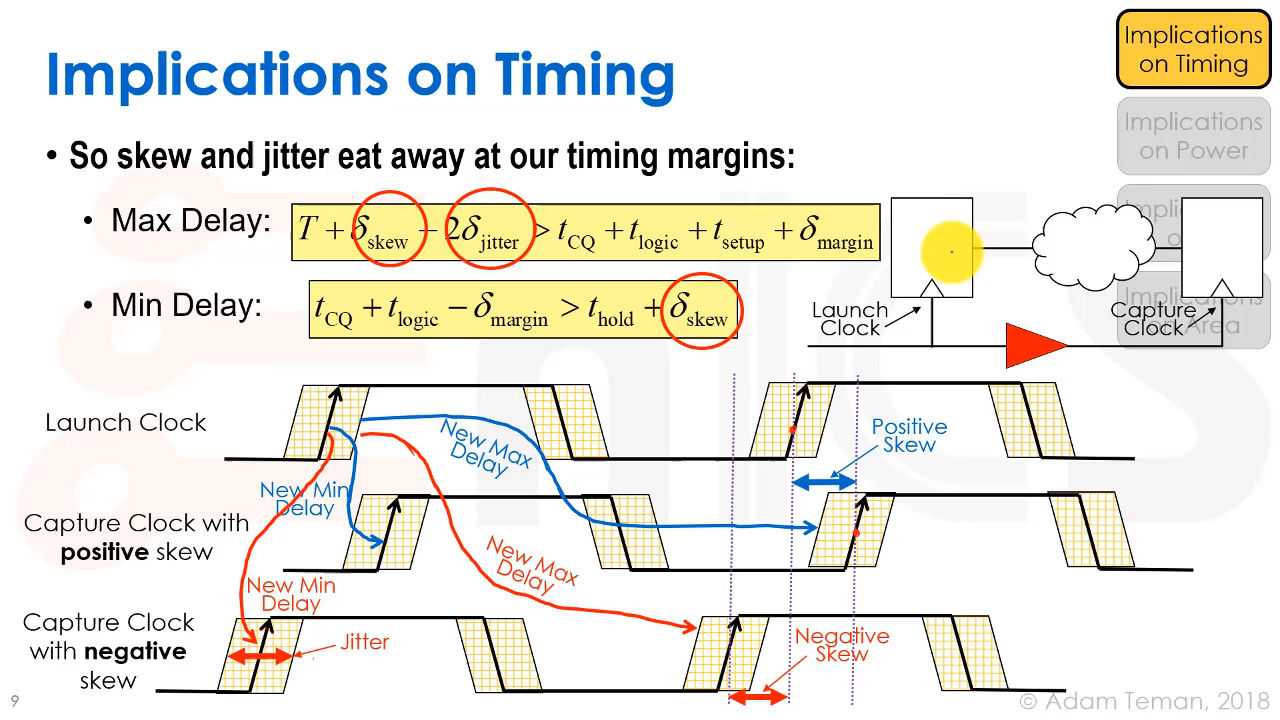 Implications on Timing
Implications
on Timing
Implications
on Power
• So skew and jitter eat away at our timing margins:
• Max Delay: T + δskew − 2δjitter > tCQ + tlogic + tsetup + δmargin
• Min Delay: tCQ + tlogic − δmargin > thold + δskew
Launch
Clock
Capture
Clock
Area
Launch Clock
New Max
Delay
Positive
Skew
New Min
Delay
Capture Clock with
positive skew
New Max
Delay
New Min
Delay
Capture Clock
with negative
skew
Jitter
Negative
Skew
9
© Adam Teman, 2018